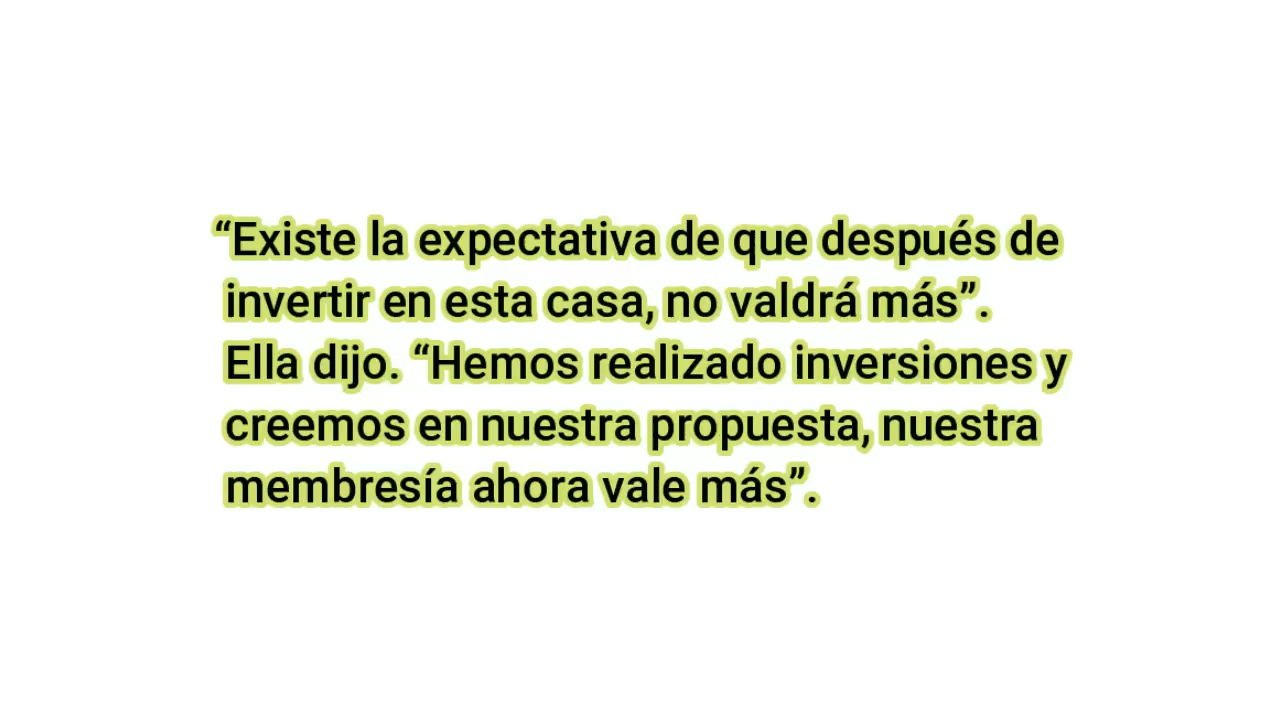 “Existe la expectativa de que después de
invertir en esta casa, no valdrá más”.
Ella dijo. “Hemos realizado inversiones y
creemos en nuestra propuesta, nuestra
membresía ahora vale más”.